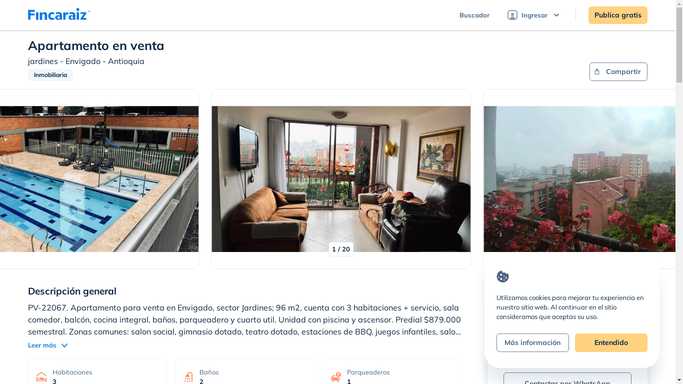 Fincaraiz
Buscador
Ingresar
Publica gratis
Apartamento en venta
jardines - Envigado - Antioquia
Inmobiliaria
Compartir
1 / 20
Descripción general
PV-22067. Apartamento para venta en Envigado, sector Jardines; 96 m2, cuenta con 3 habitaciones + servicio, sala
comedor, balcón, cocina integral, baños, parqueadero y cuarto util. Unidad con piscina y ascensor. Predial $879.000
semestral. Zonas comunes: salon social, gimnasio dotado, teatro dotado, estaciones de BBQ, juegos infantiles, salo...
Leer más
Habitaciones
3
Baños
2
Parqueaderos
1
Utilizamos cookies para mejorar tu experiencia en
nuestro sitio web. Al continuar en el sitio
consideramos que aceptas su uso.
Más información
Entendido
Contactar por WhatsApp